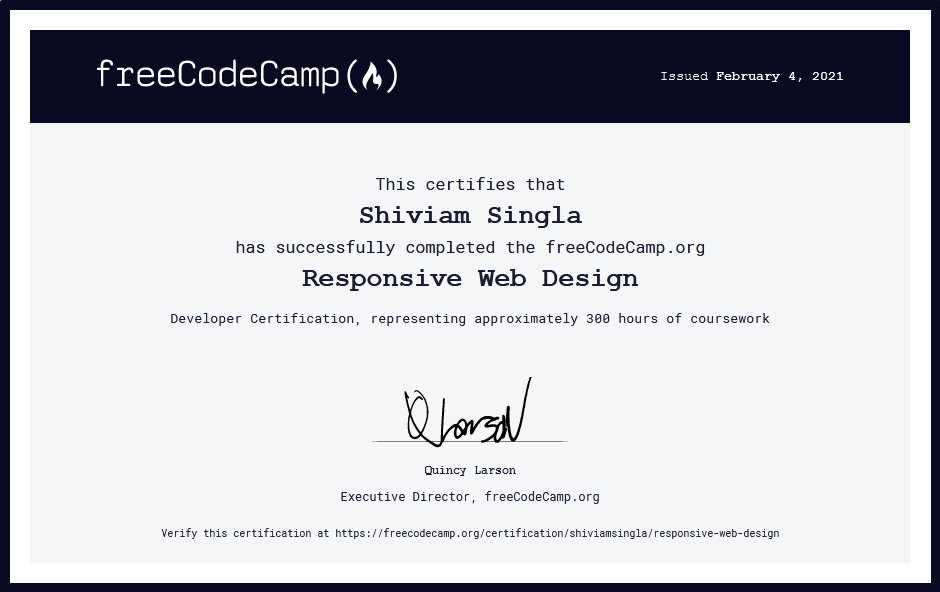 freeCodeCamp
Issued February 4, 2021
This certifies that
Shiviam Singla
has successfully completed the freeCodeCamp.org
Responsive Web Design
Developer Certification, representing approximately 300 hours of coursework
Q Larson
Quincy Larson
Executive Director, freeCodeCamp.org
Verify this certification at https://freecodecamp.org/certification/shiviamsingla/responsive-web-design